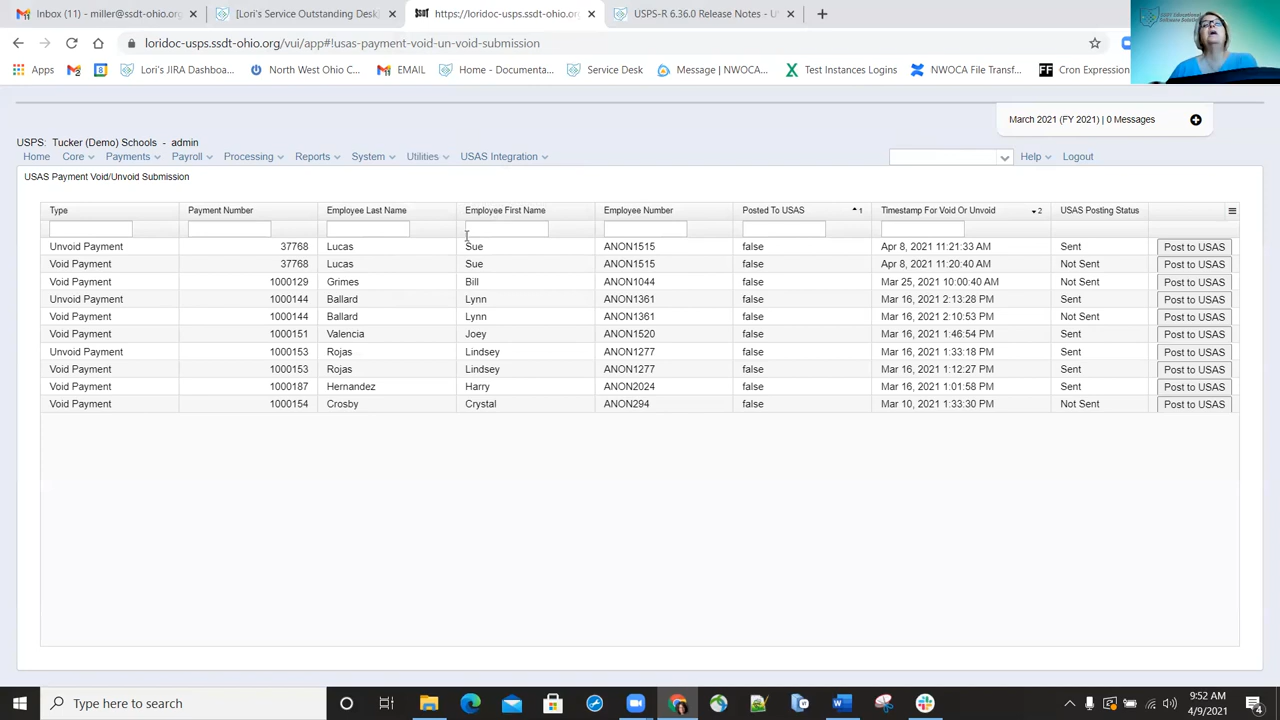 Inbox (11) - miller@ssdt-ohio.org
[Lori's Service Outstanding Desk]
https://loridoc-usps.ssdt-ohio.org/
USPS-R 6.36.0 Release Notes - U
loridoc-usps.ssdt-ohio.org/vui/app#!usas-payment-void-un-void-submission
Apps
Lori's JIRA Dashboa...
North West Ohio C...
EMAIL
Home - Documenta...
Service Desk
Message | NWOCA...
Test Instances Logins
NWOCA File Transf...
FF Cron Expression
March 2021 (FY 2021) | 0 Messages
USPS: Tucker (Demo) Schools - admin
Home Core Payments Payroll Processing Reports System Utilities USAS Integration Help Logout
USAS Payment Void/Unvoid Submission
Type Payment Number Employee Last Name Employee First Name Employee Number Posted To USAS 1 Timestamp For Void Or Unvoid 2 USAS Posting Status
Unvoid Payment 37768 Lucas Sue ANON1515 false Apr 8, 2021 11:21:33 AM Sent Post to USAS
Void Payment 37768 Lucas Sue ANON1515 false Apr 8, 2021 11:20:40 AM Not Sent Post to USAS
Void Payment 1000129 Grimes Bill ANON1044 false Mar 25, 2021 10:00:40 AM Not Sent Post to USAS
Unvoid Payment 1000144 Ballard Lynn ANON1361 false Mar 16, 2021 2:13:28 PM Sent Post to USAS
Void Payment 1000144 Ballard Lynn ANON1361 false Mar 16, 2021 2:10:53 PM Not Sent Post to USAS
Void Payment 1000151 Valencia Joey ANON1520 false Mar 16, 2021 1:46:54 PM Sent Post to USAS
Unvoid Payment 1000153 Rojas Lindsey ANON1277 false Mar 16, 2021 1:33:18 PM Sent Post to USAS
Void Payment 1000153 Rojas Lindsey ANON1277 false Mar 16, 2021 1:12:27 PM Sent Post to USAS
Void Payment 1000187 Hernandez Harry ANON2024 false Mar 16, 2021 1:01:58 PM Sent Post to USAS
Void Payment 1000154 Crosby Crystal ANON294 false Mar 10, 2021 1:33:30 PM Not Sent Post to USAS
Type here to search
9:52 AM
4/9/2021
4